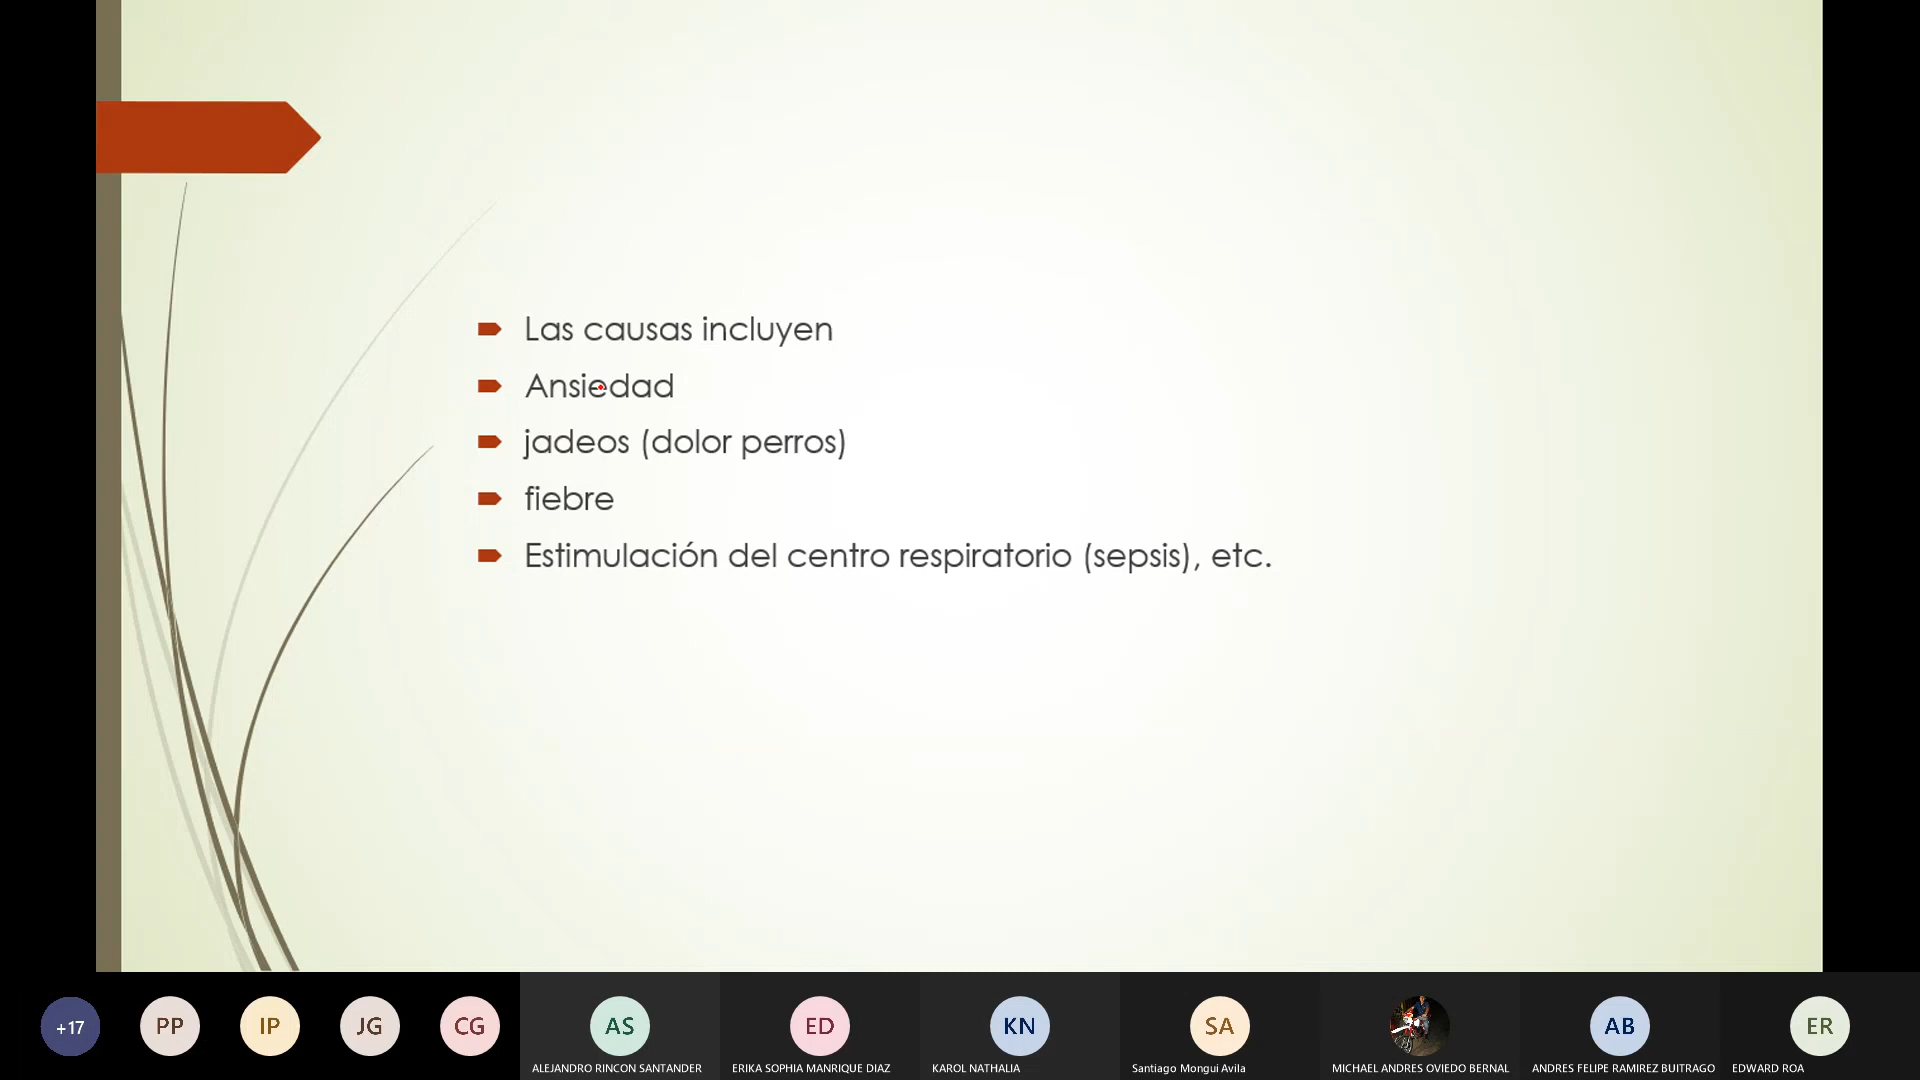 Las causas incluyen
Ansiedad
jadeos (dolor perros)
fiebre
Estimulación del centro respiratorio (sepsis), etc.
+17
PP
IP
JG
CG
AS
ED
KN
SA
AB
ER
ALEJANDRO RINCON SANTANDER
ERIKA SOPHIA MANRIQUE DIAZ
KAROL NATHALIA
Santiago Mongui Avila
MICHAEL ANDRES OVIEDO BERNAL
ANDRES FELIPE RAMIREZ BUITRAGO
EDWARD ROA